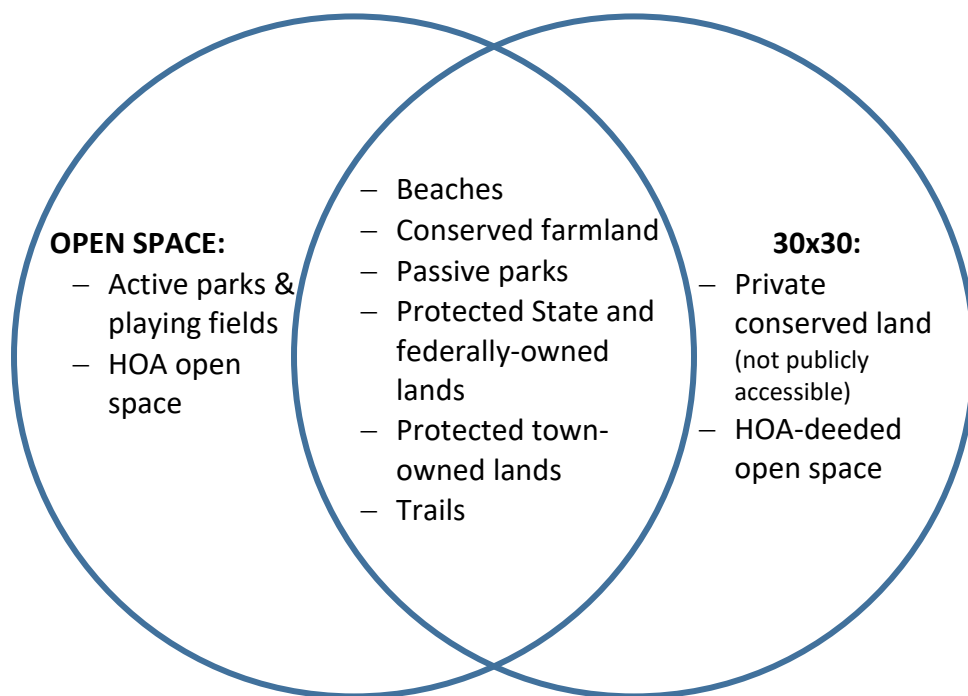 OPEN SPACE:
– Active parks &
playing fields
– HOA open
space
– Beaches
– Conserved farmland
– Passive parks
– Protected State and
federally-owned
lands
– Protected town-
owned lands
– Trails
30x30:
– Private
conserved land
(not publicly
accessible)
– HOA-deeded
open space